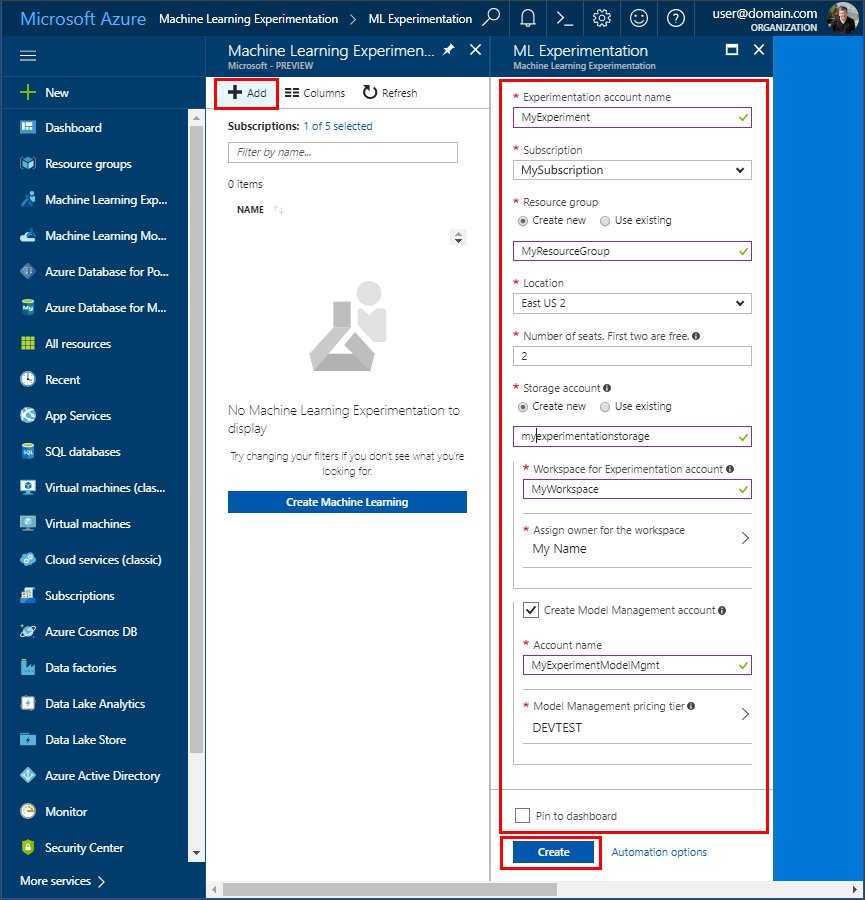 Microsoft Azure Machine Learning Experimentation > ML Experimentation
user@domain.com
ORGANIZATION
New
Dashboard
Resource groups
Machine Learning Exp...
Machine Learning Mo...
Azure Database for Po...
Azure Database for M...
All resources
Recent
App Services
SQL databases
Virtual machines (clas...
Virtual machines
Cloud services (classic)
Subscriptions
Azure Cosmos DB
Data factories
Data Lake Analytics
Data Lake Store
Azure Active Directory
Monitor
Security Center
More services >
Machine Learning Experimen...
Microsoft - PREVIEW
Add Columns Refresh
Subscriptions: 1 of 5 selected
Filter by name...
0 items
NAME
No Machine Learning Experimentation to
display
Try changing your filters if you don't see what you're
looking for.
Create Machine Learning
ML Experimentation
Machine Learning Experimentation
* Experimentation account name
MyExperiment
* Subscription
MySubscription
* Resource group
Create new Use existing
MyResourceGroup
* Location
East US 2
* Number of seats. First two are free.
2
* Storage account
Create new Use existing
myexperimentationstorage
* Workspace for Experimentation account
MyWorkspace
* Assign owner for the workspace
My Name
Create Model Management account
* Account name
MyExperimentModelMgmt
* Model Management pricing tier
DEVTEST
Pin to dashboard
Create Automation options